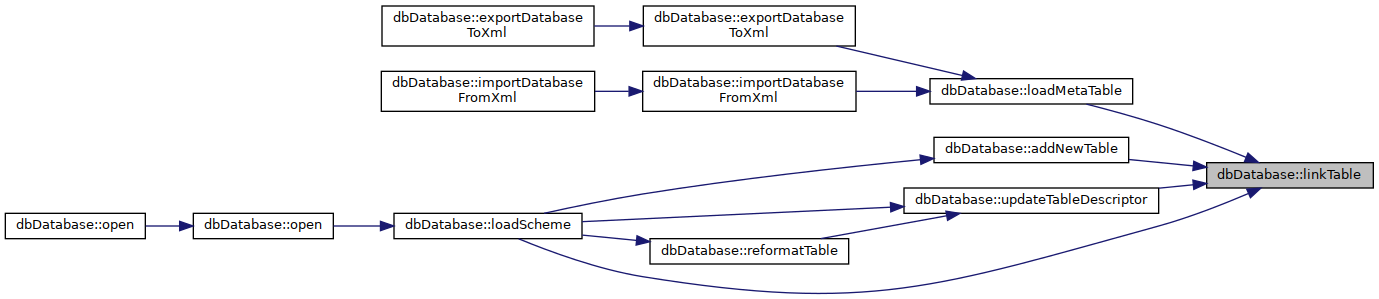 dbDatabase::exportDatabase
ToXml
dbDatabase::exportDatabase
ToXml
dbDatabase::importDatabase
FromXml
dbDatabase::importDatabase
FromXml
dbDatabase::loadMetaTable
dbDatabase::addNewTable
dbDatabase::linkTable
dbDatabase::updateTableDescriptor
dbDatabase::open
dbDatabase::open
dbDatabase::loadScheme
dbDatabase::reformatTable